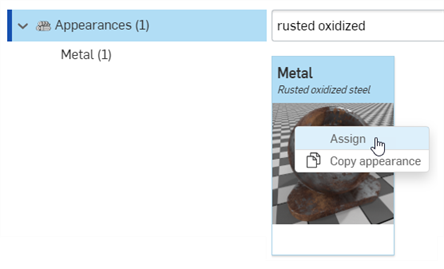 Appearances (1)
rusted oxidized
Metal (1)
Metal
Rusted oxidized steel
Assign
Copy appearance